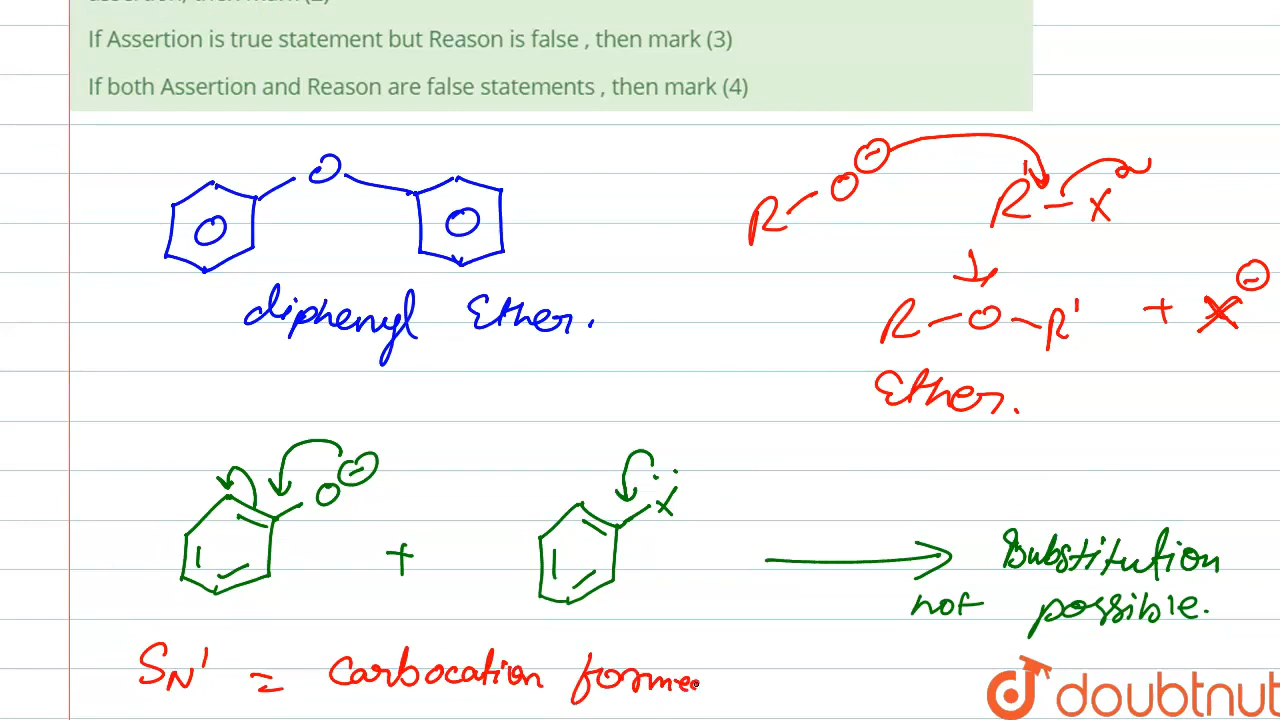 If Assertion is true statement but Reason is false , then mark (3)
If both Assertion and Reason are false statements , then mark (4)
O
R-O⊖ R'-X
diphenyl Ether.
↓
R-O-R' + X⊖
Ether.
O⊖ + X → Substitution
not possible.
SN1 = carbocation forme
doubtnut